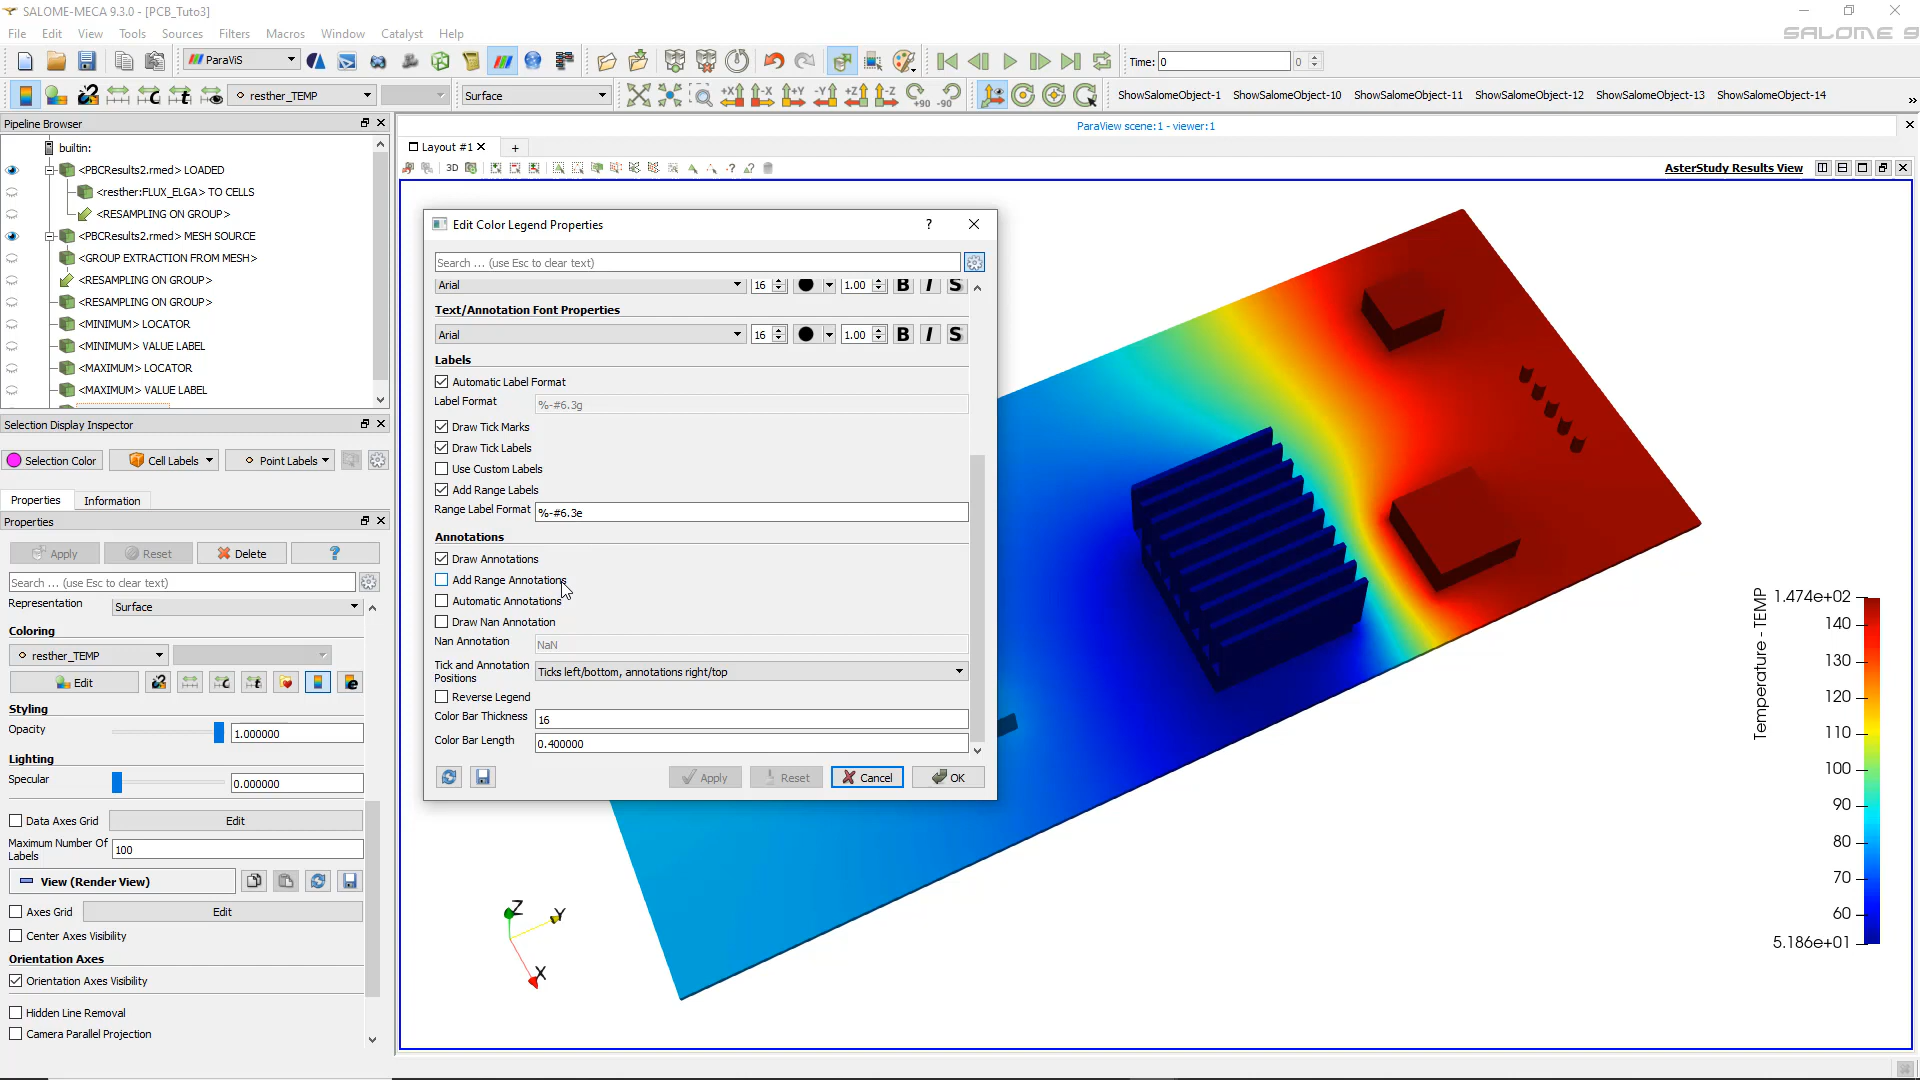 SALOME-MECA 9.3.0 - [PCB_Tuto3]
File Edit View Tools Sources Filters Macros Window Catalyst Help
SALOME 9
ParaViS
Time: 0 0
+X -X +Y -Y +Z -Z +90 -90
resther_TEMP Surface
ShowSalomeObject-1 ShowSalomeObject-10 ShowSalomeObject-11 ShowSalomeObject-12 ShowSalomeObject-13 ShowSalomeObject-14
Pipeline Browser
ParaView scene:1 - viewer:1
builtin:
<PBCResults2.rmed> LOADED
<resther:FLUX_ELGA> TO CELLS
<RESAMPLING ON GROUP>
<PBCResults2.rmed> MESH SOURCE
<GROUP EXTRACTION FROM MESH>
<RESAMPLING ON GROUP>
<RESAMPLING ON GROUP>
<MINIMUM> LOCATOR
<MINIMUM> VALUE LABEL
<MAXIMUM> LOCATOR
<MAXIMUM> VALUE LABEL
Layout #1
3D
AsterStudy Results View
Selection Display Inspector
Selection Color Cell Labels Point Labels
Properties Information
Properties
Apply Reset Delete ?
Search ... (use Esc to clear text)
Representation Surface
Coloring
resther_TEMP
Edit
Styling
Opacity 1.000000
Lighting
Specular 0.000000
Data Axes Grid Edit
Maximum Number Of Labels 100
View (Render View)
Axes Grid Edit
Center Axes Visibility
Orientation Axes
Orientation Axes Visibility
Hidden Line Removal
Camera Parallel Projection
Edit Color Legend Properties ?
Search ... (use Esc to clear text)
Arial 16 1.00 B I S
Text/Annotation Font Properties
Arial 16 1.00 B I S
Labels
Automatic Label Format
Label Format %-#6.3g
Draw Tick Marks
Draw Tick Labels
Use Custom Labels
Add Range Labels
Range Label Format %-#6.3e
Annotations
Draw Annotations
Add Range Annotations
Automatic Annotations
Draw Nan Annotation
Nan Annotation NaN
Tick and Annotation Positions Ticks left/bottom, annotations right/top
Reverse Legend
Color Bar Thickness 16
Color Bar Length 0.400000
Apply Reset Cancel OK
Z
Y
X
Temperature - TEMP
1.474e+02
140
130
120
110
100
90
80
70
60
5.186e+01